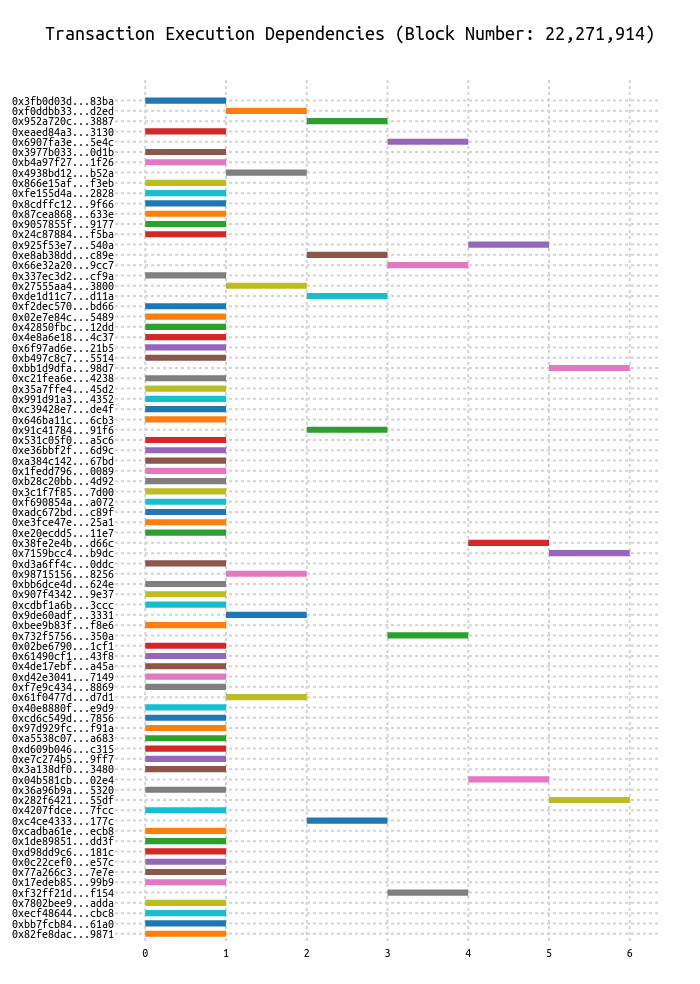 Transaction Execution Dependencies (Block Number: 22,271,914)
0x3fb0d03d...83ba
0xf0ddbb33...d2ed
0x952a720c...3887
0xeaed84a3...3130
0x6907fa3e...5e4c
0x3977b033...0d1b
0xb4a97f27...1f26
0x4938bd12...b52a
0x866e15af...f3eb
0xfe155d4a...2828
0x8cdffc12...9f66
0x87cea868...633e
0x9057855f...9177
0x24c87884...f5ba
0x925f53e7...540a
0xe8ab38dd...c89e
0x66e32a20...9cc7
0x337ec3d2...cf9a
0x27555aa4...3800
0xde1d11c7...d11a
0xf2dec570...bd66
0x02e7e84c...5489
0x42850fbc...12dd
0x4e8a6e18...4c37
0x6f97ad6e...21b5
0xb497c8c7...5514
0xbb1d9dfa...98d7
0xc21fea6e...4238
0x35a7ffe4...45d2
0x991d91a3...4352
0xc39428e7...de4f
0x646ba11c...6cb3
0x91c41784...91f6
0x531c05f0...a5c6
0xe36bbf2f...6d9c
0xa384c142...67bd
0x1fedd796...0089
0xb28c20bb...4d92
0x3c1f7f85...7d00
0xf690854a...a072
0xadc672bd...c89f
0xe3fce47e...25a1
0xe20ecdd5...11e7
0x38fe2e4b...d66c
0x7159bcc4...b9dc
0xd3a6ff4c...0ddc
0x98715156...8256
0xbb6dce4d...624e
0x907f4342...9e37
0xcdbf1a6b...3ccc
0x9de60adf...3331
0xbee9b83f...f8e6
0x732f5756...350a
0x02be6790...1cf1
0x61490cf1...43f8
0x4de17ebf...a45a
0xd42e3041...7149
0xf7e9c434...8869
0x61f0477d...d7d1
0x40e8880f...e9d9
0xcd6c549d...7856
0x97d929fc...f91a
0xa5538c07...a683
0xd609b046...c315
0xe7c274b5...9ff7
0x3a138df0...3480
0x04b581cb...02e4
0x36a96b9a...5320
0x282f6421...55df
0x4207fdce...7fcc
0xc4ce4333...177c
0xcadba61e...ecb8
0x1de89851...dd3f
0xd98dd9c6...181c
0x0c22cef0...e57c
0x77a266c3...7e7e
0x17edeb85...99b9
0xf32ff21d...f154
0x7802bee9...adda
0xecf48644...cbc8
0xbb7fcb84...61a0
0x82fe8dac...9871
0 1 2 3 4 5 6